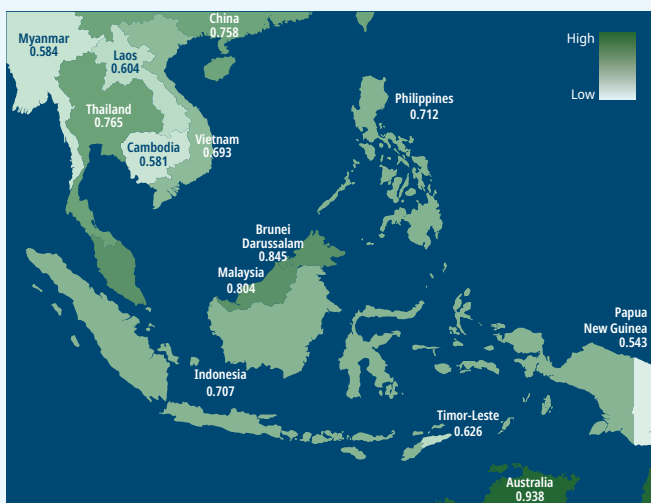 China
0.758
High
Low
Myanmar
0.584
Laos
0.604
Thailand
0.765
Philippines
0.712
Vietnam
0.693
Cambodia
0.581
Brunei
Darussalam
0.845
Malaysia
0.804
Papua
New Guinea
0.543
Indonesia
0.707
Timor-Leste
0.626
Australia
0.938